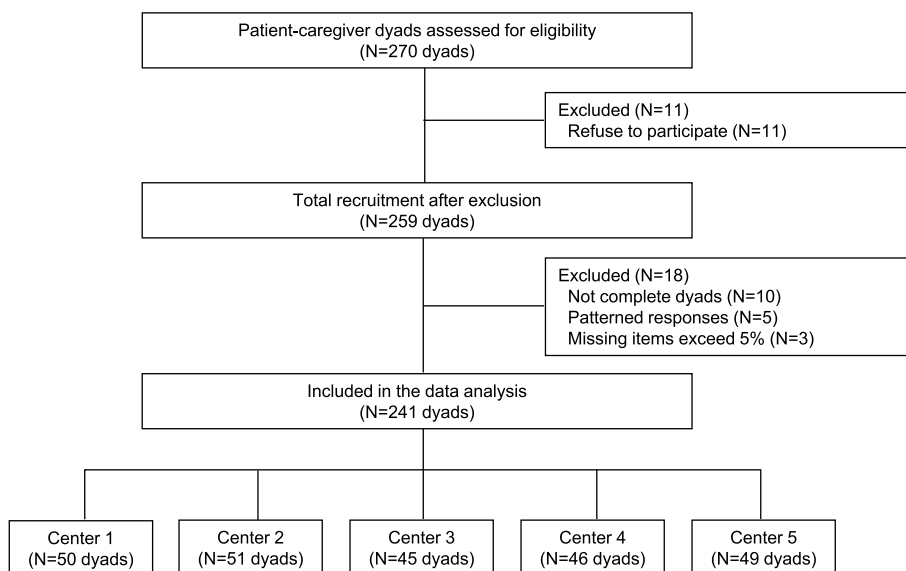 Patient-caregiver dyads assessed for eligibility
(N=270 dyads)
Excluded (N=11)
Refuse to participate (N=11)
Total recruitment after exclusion
(N=259 dyads)
Excluded (N=18)
Not complete dyads (N=10)
Patterned responses (N=5)
Missing items exceed 5% (N=3)
Included in the data analysis
(N=241 dyads)
Center 1
(N=50 dyads)
Center 2
(N=51 dyads)
Center 3
(N=45 dyads)
Center 4
(N=46 dyads)
Center 5
(N=49 dyads)